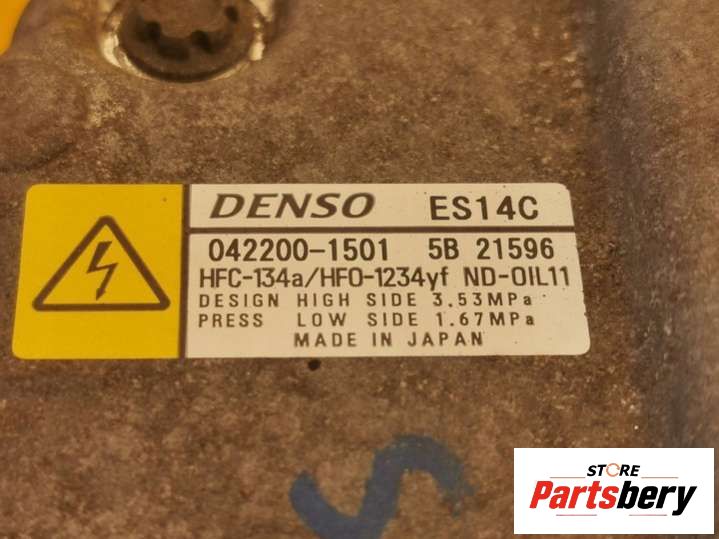 DENSO ES14C
042200-1501 5B 21596
HFC-134a/HFO-1234yf ND-OIL11
DESIGN HIGH SIDE 3.53MPa
PRESS LOW SIDE 1.67MPa
MADE IN JAPAN
S
STORE
Partsbery